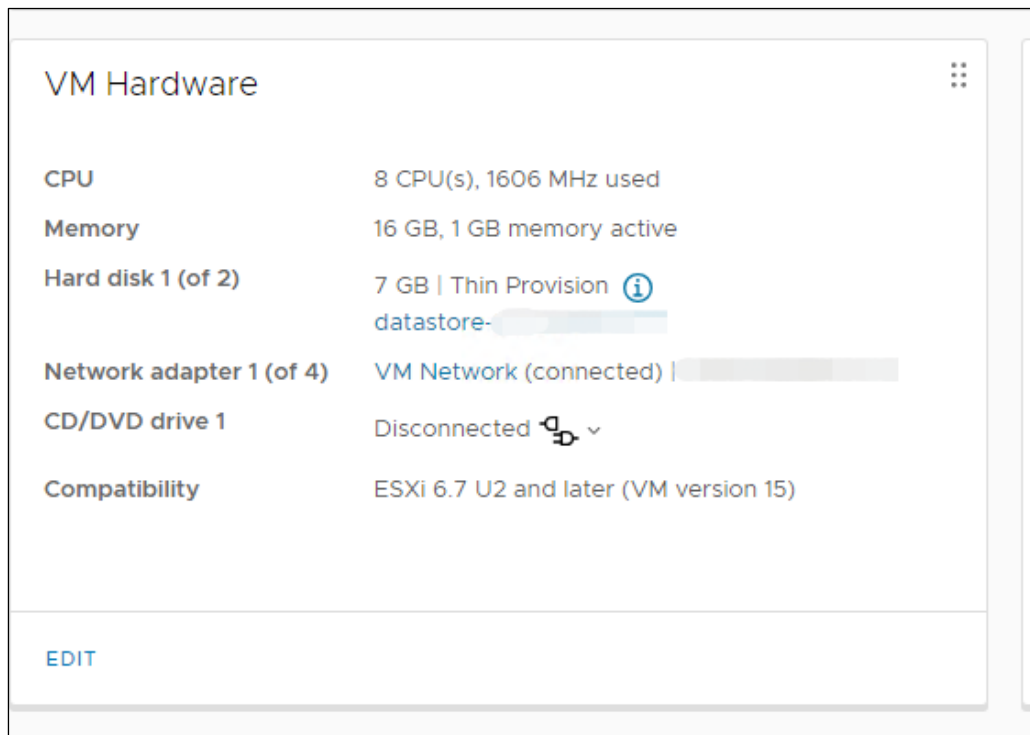 VM Hardware
CPU 8 CPU(s), 1606 MHz used
Memory 16 GB, 1 GB memory active
Hard disk 1 (of 2) 7 GB | Thin Provision
datastore-
Network adapter 1 (of 4) VM Network (connected) |
CD/DVD drive 1 Disconnected
Compatibility ESXi 6.7 U2 and later (VM version 15)
EDIT